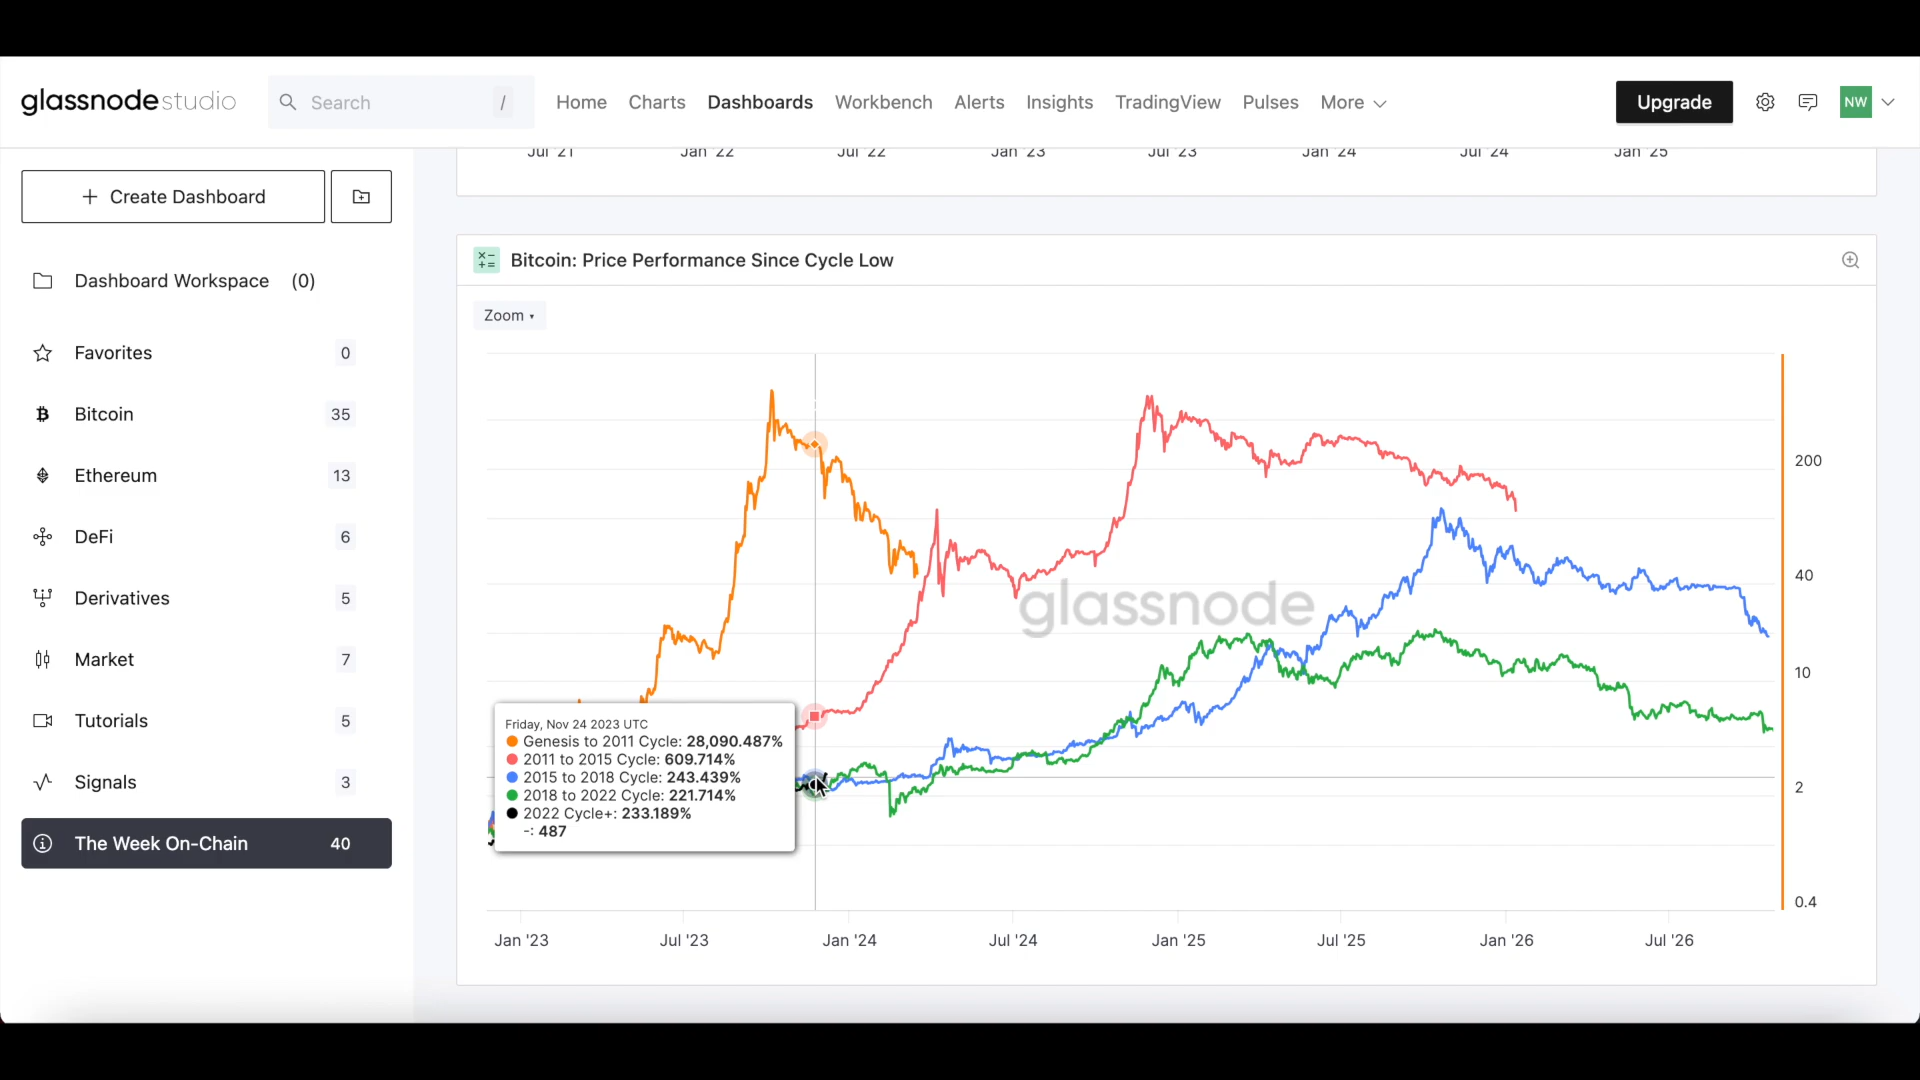 glassnodestudio
Search /
Home Charts Dashboards Workbench Alerts Insights TradingView Pulses More
Upgrade
NW
Jul '21 Jan '22 Jul '22 Jan '23 Jul '23 Jan '24 Jul '24 Jan '25
+ Create Dashboard
Dashboard Workspace (0)
Favorites 0
Bitcoin 35
Ethereum 13
DeFi 6
Derivatives 5
Market 7
Tutorials 5
Signals 3
The Week On-Chain 40
Bitcoin: Price Performance Since Cycle Low
Zoom
glassnode
Friday, Nov 24 2023 UTC
Genesis to 2011 Cycle: 28,090.487%
2011 to 2015 Cycle: 609.714%
2015 to 2018 Cycle: 243.439%
2018 to 2022 Cycle: 221.714%
2022 Cycle+: 233.189%
-: 487
200
40
10
2
0.4
Jan '23 Jul '23 Jan '24 Jul '24 Jan '25 Jul '25 Jan '26 Jul '26